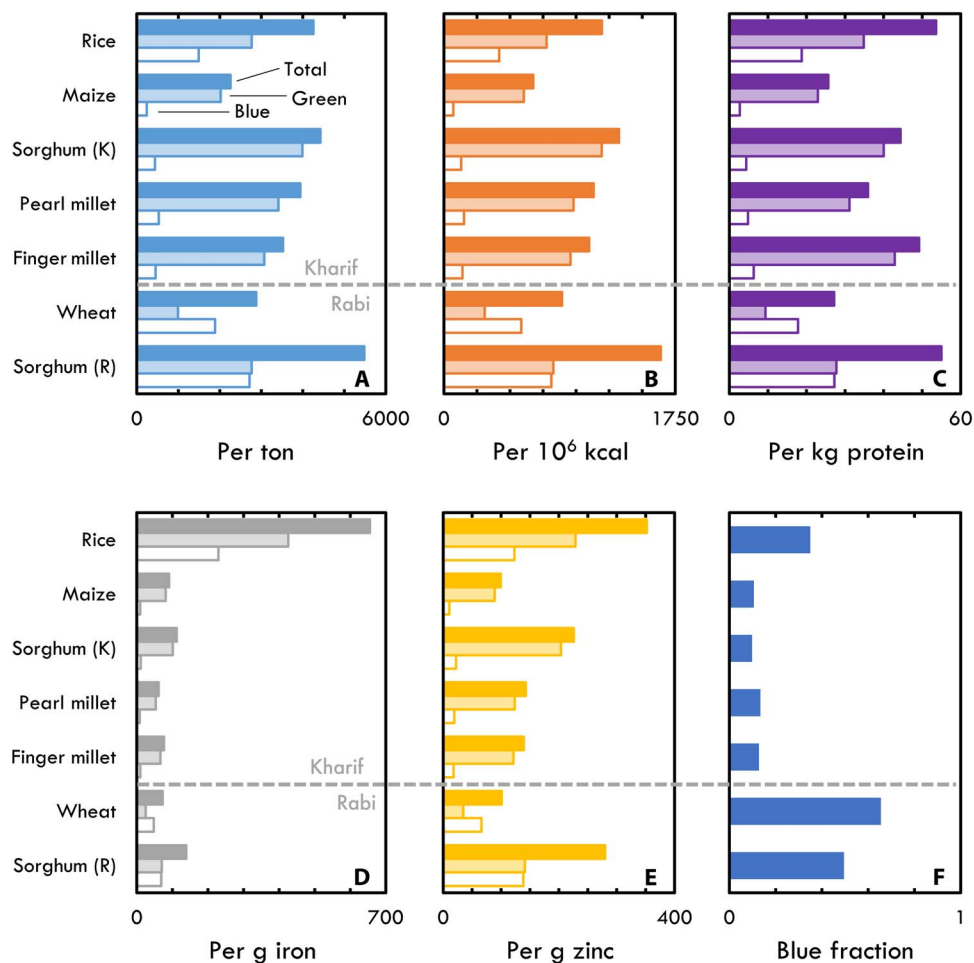 Rice
Maize
Total
Green
Blue
Sorghum (K)
Pearl millet
Finger millet
Kharif
Rabi
Wheat
Sorghum (R)
A
B
C
0
6000
0
1750
0
60
Per ton
Per 10⁶ kcal
Per kg protein
Rice
Maize
Sorghum (K)
Pearl millet
Finger millet
Kharif
Rabi
Wheat
Sorghum (R)
D
E
F
0
700
0
400
0
1
Per g iron
Per g zinc
Blue fraction